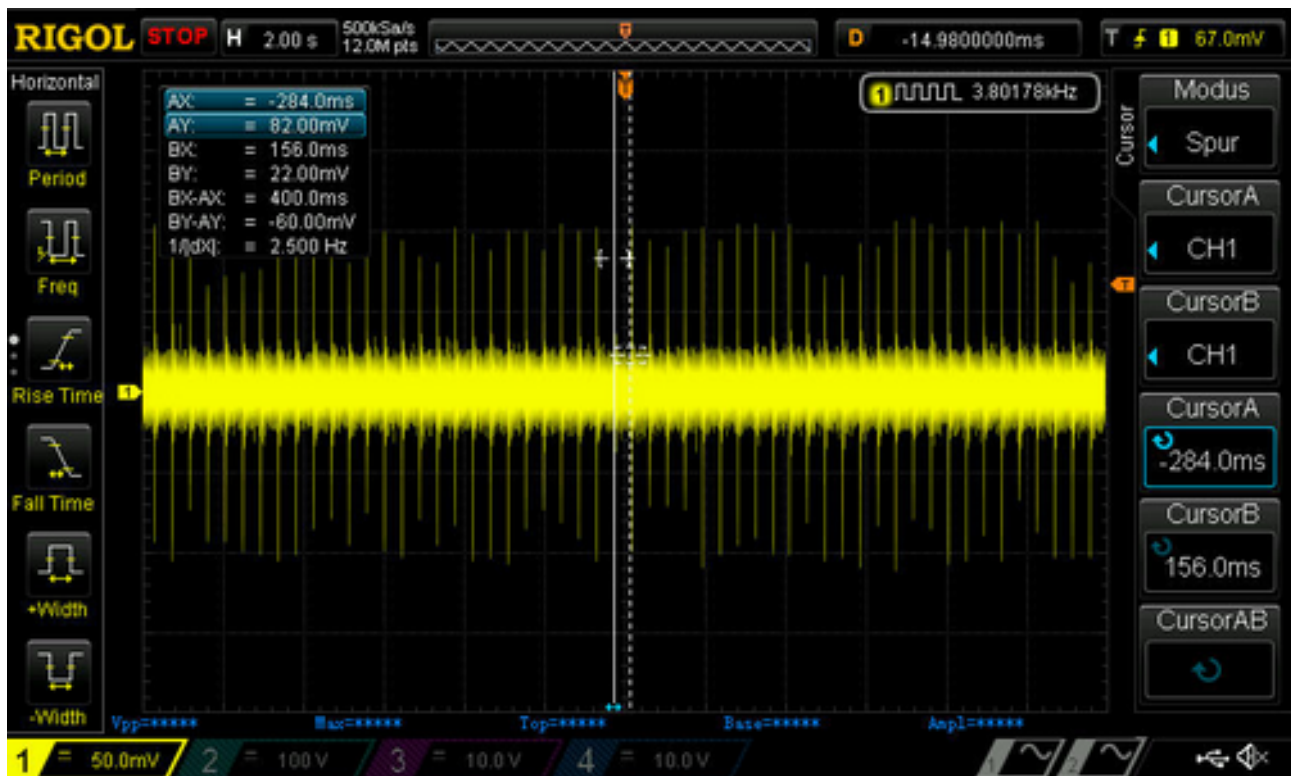 RIGOL STOP H 2.00 s 500kSa/s 12.0M pts D -14.9800000ms T 1 67.0mV
Horizontal
Period
Freq
Rise Time
Fall Time
+Width
-Width
AX: = -284.0ms
AY: = 82.00mV
BX: = 156.0ms
BY: = 22.00mV
BX-AX: = 400.0ms
BY-AY: = -60.00mV
1/|dX|: = 2.500 Hz
T
1 3.80178kHz
T
1
Cursor
Modus
Spur
CursorA
CH1
CursorB
CH1
CursorA
-284.0ms
CursorB
156.0ms
CursorAB
Vpp=***** Max=***** Top=***** Base=***** Ampl=*****
1 = 50.0mV 2 = 100 V 3 = 10.0 V 4 = 10.0 V 1 2